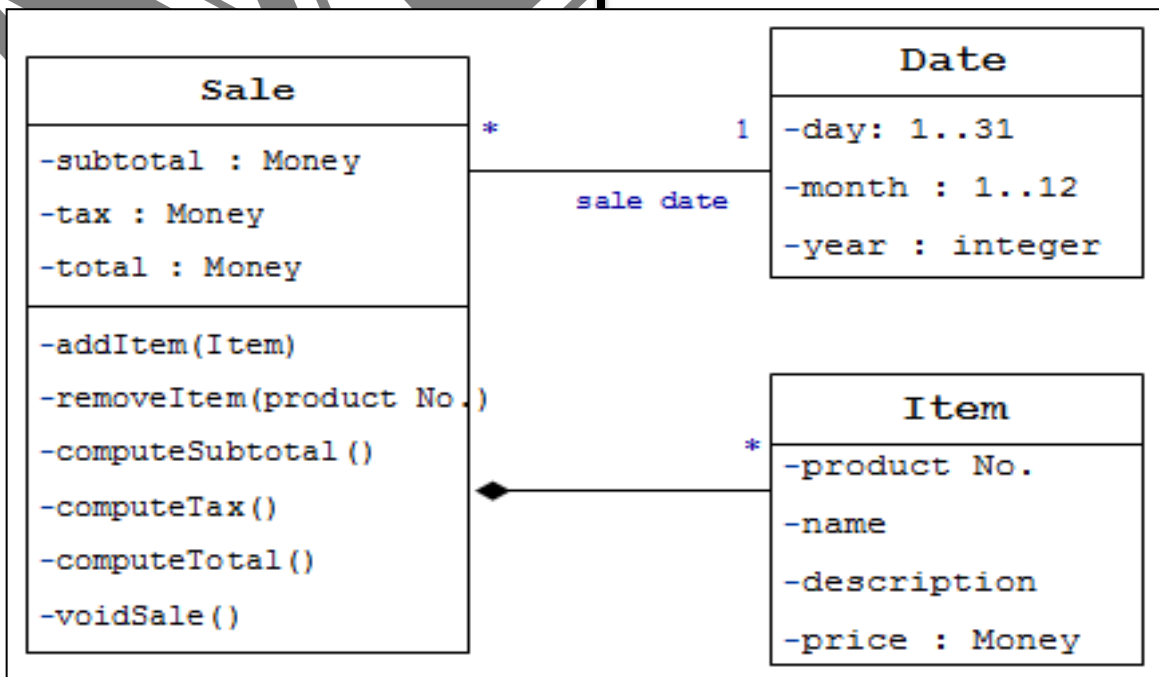 Sale
-subtotal : Money
-tax : Money
-total : Money
-addItem(Item)
-removeItem(product No.)
-computeSubtotal()
-computeTax()
-computeTotal()
-voidSale()
* 1
sale date
Date
-day: 1..31
-month : 1..12
-year : integer
*
Item
-product No.
-name
-description
-price : Money